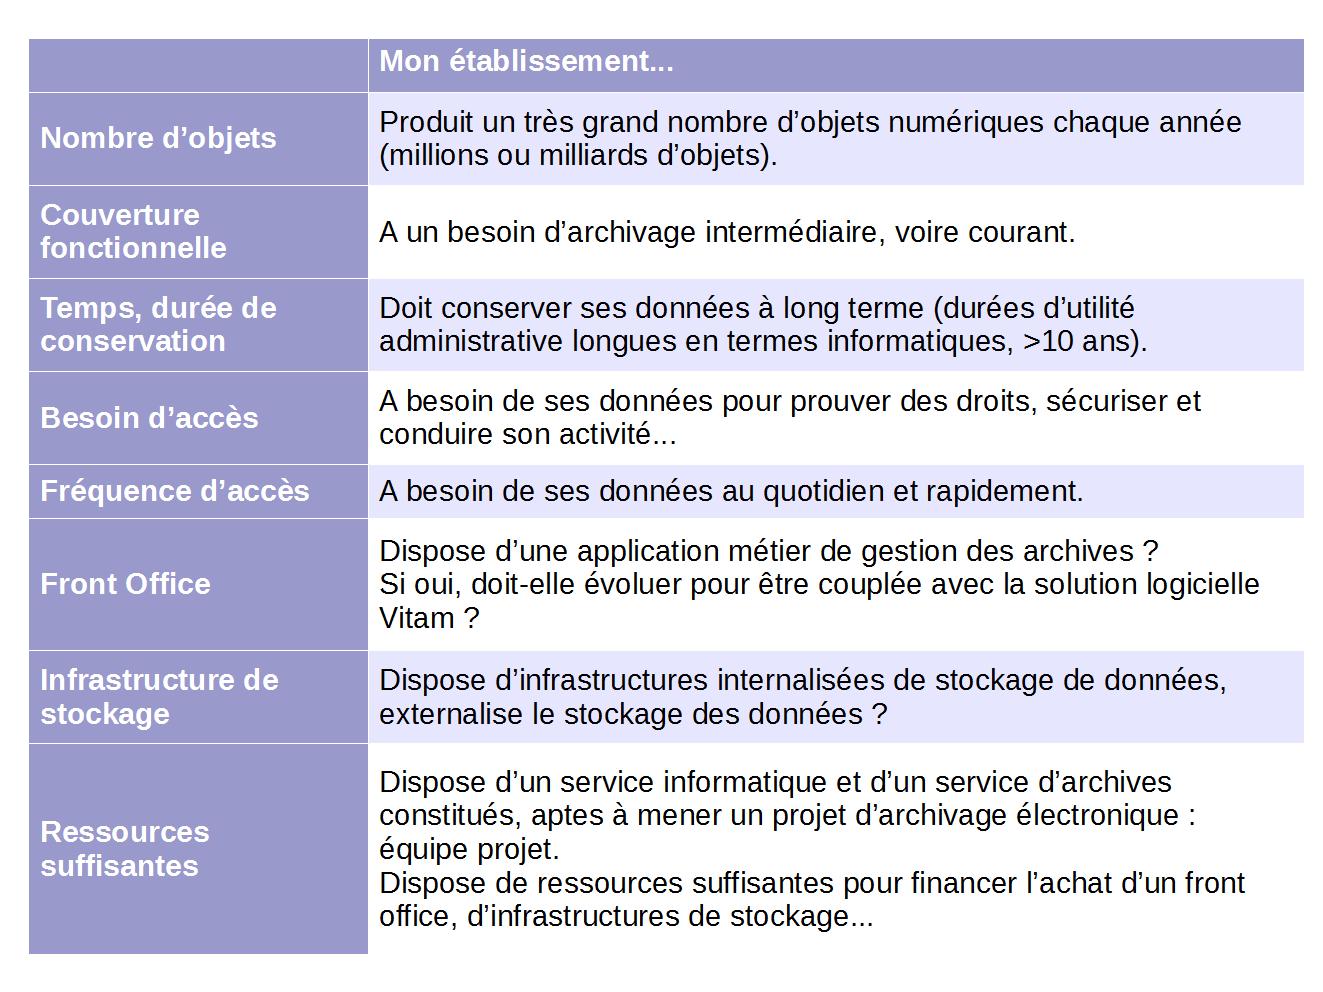 Mon établissement...
Nombre d’objets
Produit un très grand nombre d’objets numériques chaque année
(millions ou milliards d’objets).
Couverture
fonctionnelle
A un besoin d’archivage intermédiaire, voire courant.
Temps, durée de
conservation
Doit conserver ses données à long terme (durées d’utilité
administrative longues en termes informatiques, >10 ans).
Besoin d’accès
A besoin de ses données pour prouver des droits, sécuriser et
conduire son activité...
Fréquence d’accès
A besoin de ses données au quotidien et rapidement.
Front Office
Dispose d’une application métier de gestion des archives ?
Si oui, doit-elle évoluer pour être couplée avec la solution logicielle
Vitam ?
Infrastructure de
stockage
Dispose d’infrastructures internalisées de stockage de données,
externalise le stockage des données ?
Ressources
suffisantes
Dispose d’un service informatique et d’un service d’archives
constitués, aptes à mener un projet d’archivage électronique :
équipe projet.
Dispose de ressources suffisantes pour financer l’achat d’un front
office, d’infrastructures de stockage...